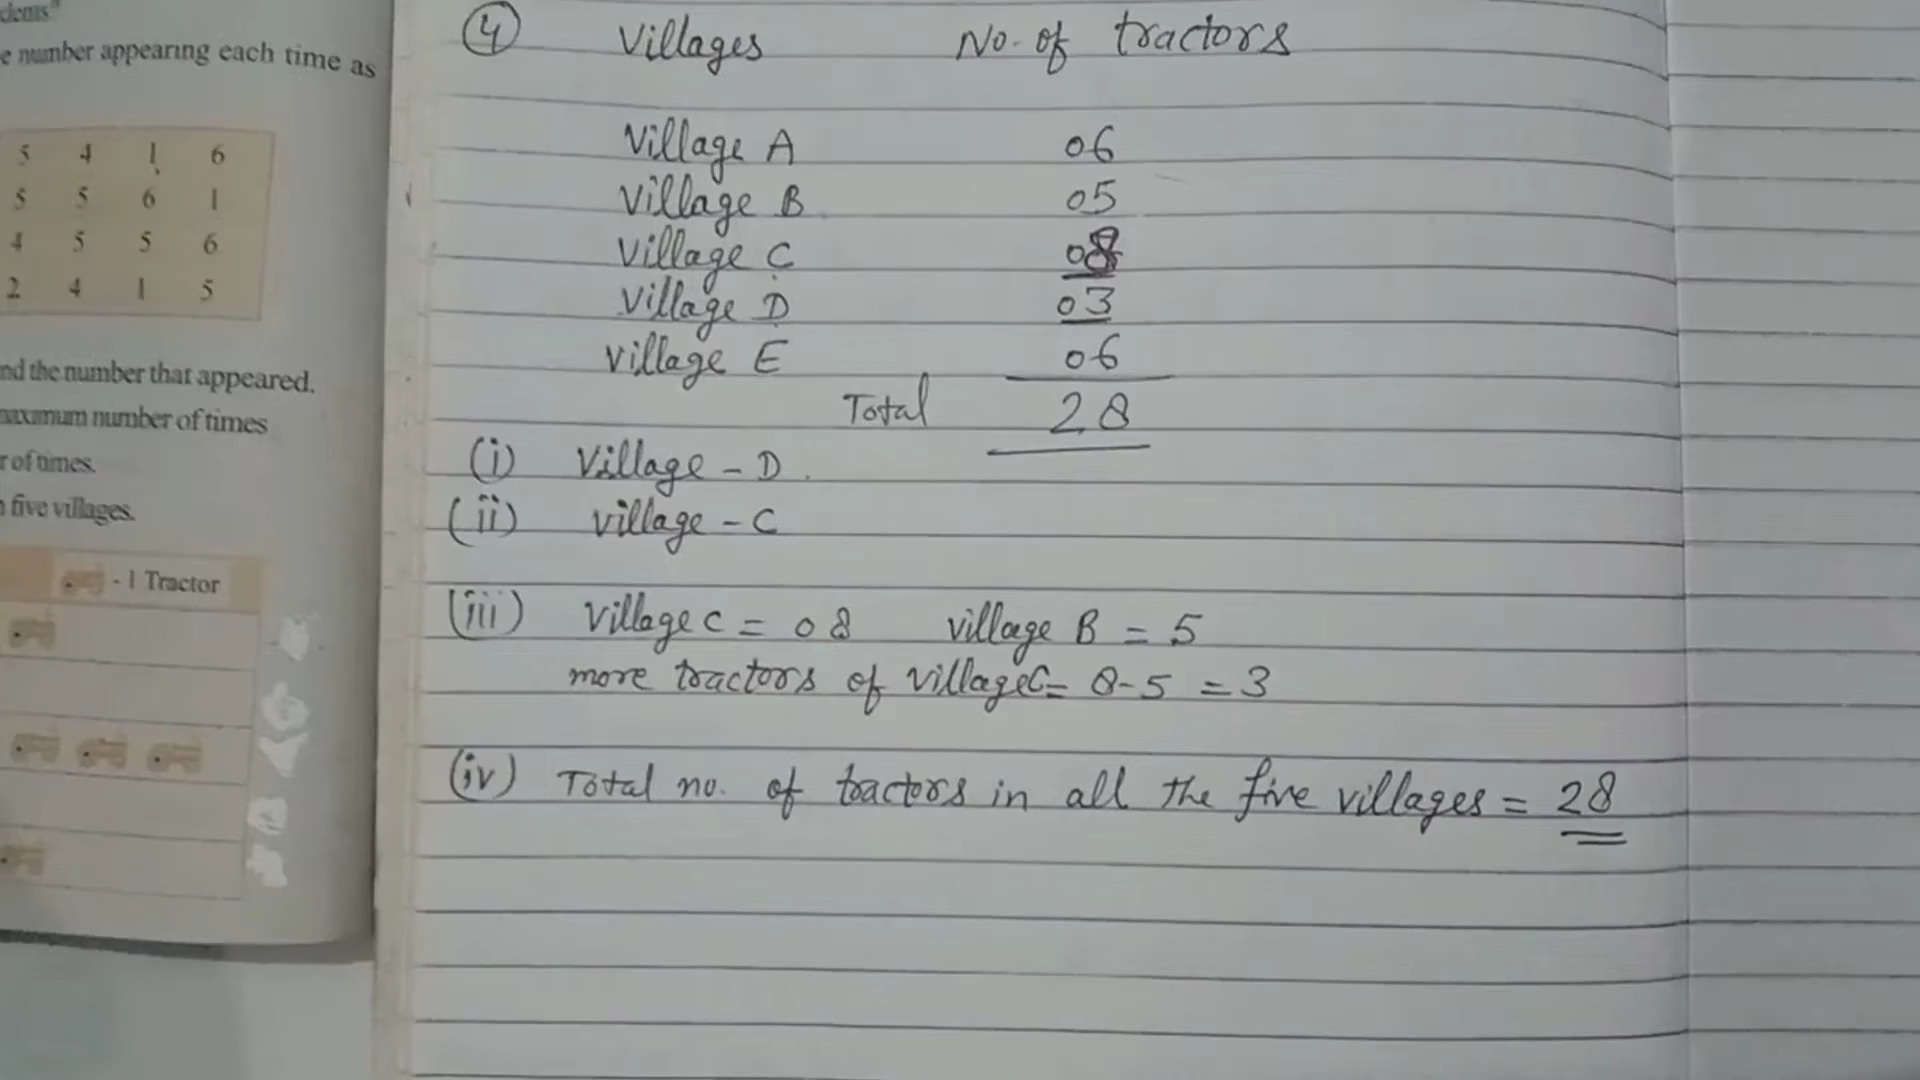 dents"
e number appearing each time as
5 4 1 6
5 5 6 1
4 5 5 6
2 4 1 5
nd the number that appeared.
maximum number of times
r of times.
five villages.
- 1 Tractor
4 Villages No. of tractors
Village A 06
Village B 05
Village C 08
Village D 03
Village E 06
Total 28
(i) Village - D.
(ii) Village - C
(iii) Village C = 08 village B = 5
more tractors of village C = 8-5 = 3
(iv) Total no. of tractors in all the five villages = 28